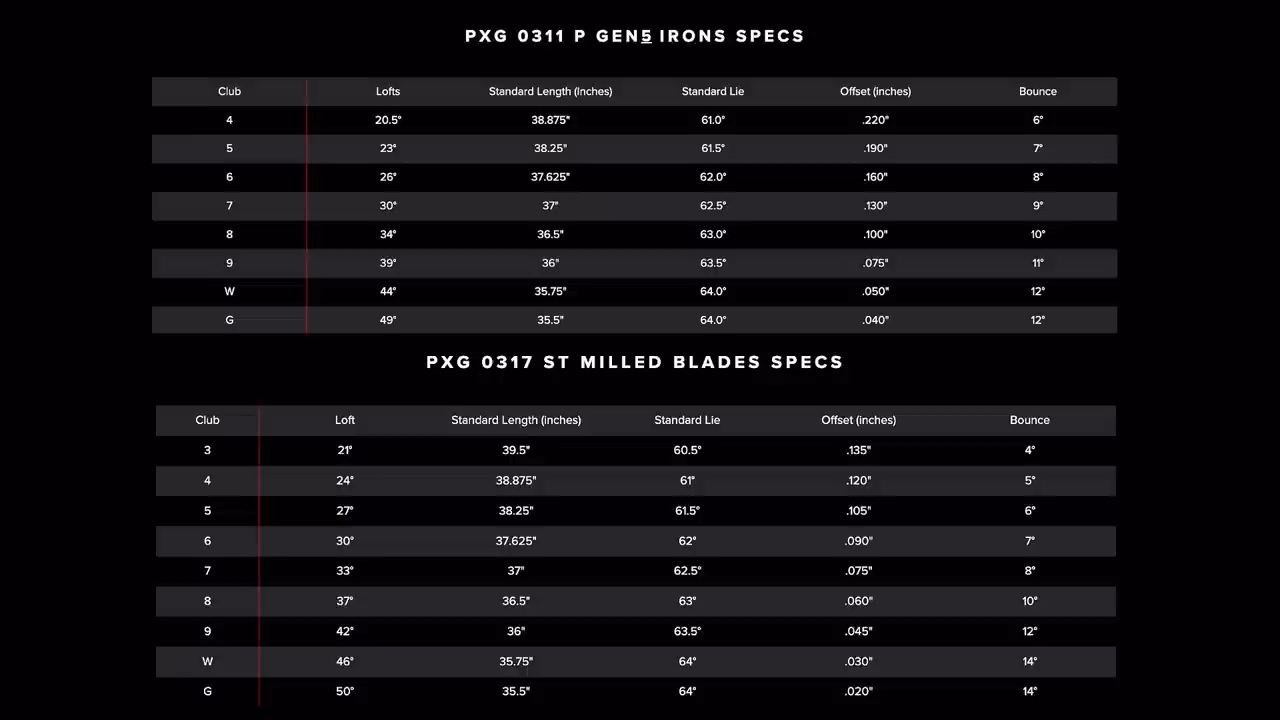 PXG 0311 P GEN5 IRONS SPECS
Club Lofts Standard Length (Inches) Standard Lie Offset (inches) Bounce
4 20.5° 38.875" 61.0° .220" 6°
5 23° 38.25" 61.5° .190" 7°
6 26° 37.625" 62.0° .160" 8°
7 30° 37" 62.5° .130" 9°
8 34° 36.5" 63.0° .100" 10°
9 39° 36" 63.5° .075" 11°
W 44° 35.75" 64.0° .050" 12°
G 49° 35.5" 64.0° .040" 12°
PXG 0317 ST MILLED BLADES SPECS
Club Loft Standard Length (inches) Standard Lie Offset (inches) Bounce
3 21° 39.5" 60.5° .135" 4°
4 24° 38.875" 61° .120" 5°
5 27° 38.25" 61.5° .105" 6°
6 30° 37.625" 62° .090" 7°
7 33° 37" 62.5° .075" 8°
8 37° 36.5" 63° .060" 10°
9 42° 36" 63.5° .045" 12°
W 46° 35.75" 64° .030" 14°
G 50° 35.5" 64° .020" 14°